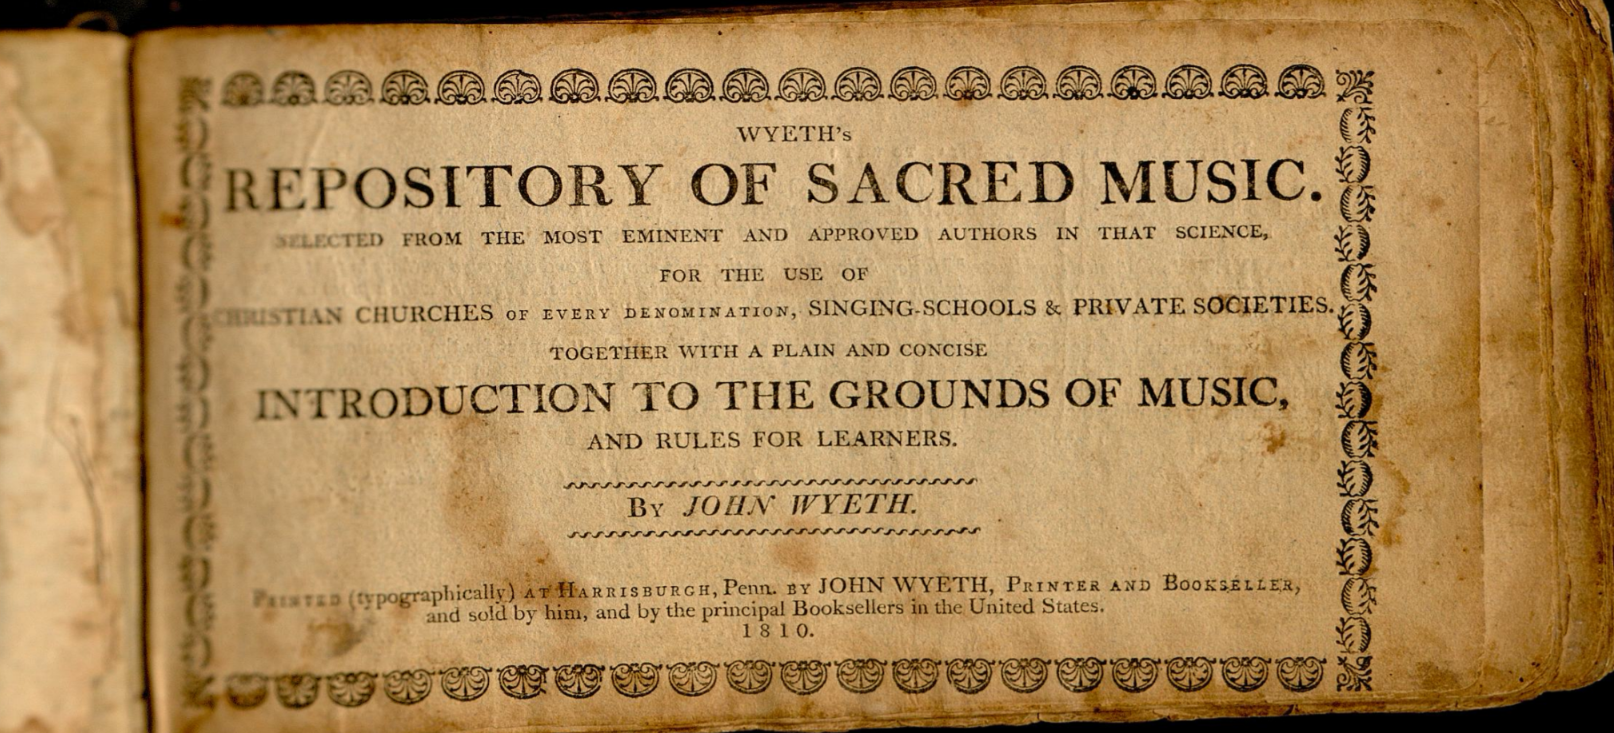 WYETH's
REPOSITORY OF SACRED MUSIC.
SELECTED FROM THE MOST EMINENT AND APPROVED AUTHORS IN THAT SCIENCE,
FOR THE USE OF
CHRISTIAN CHURCHES OF EVERY DENOMINATION, SINGING-SCHOOLS & PRIVATE SOCIETIES.
TOGETHER WITH A PLAIN AND CONCISE
INTRODUCTION TO THE GROUNDS OF MUSIC,
AND RULES FOR LEARNERS.
By JOHN WYETH.
PRINTED (typographically) AT HARRISBURGH, Penn. BY JOHN WYETH, PRINTER AND BOOKSELLER,
and sold by him, and by the principal Booksellers in the United States.
1810.